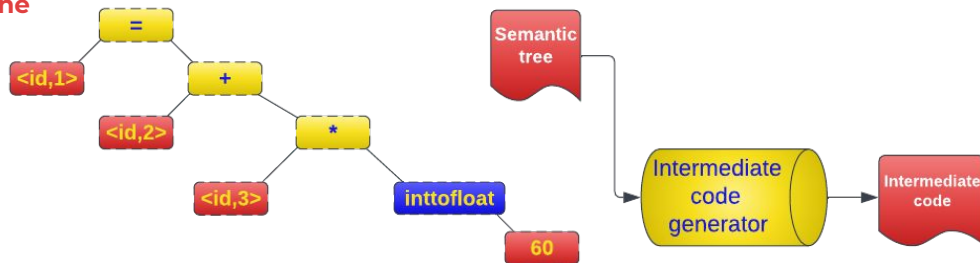 ne
=
<id,1>
+
<id,2>
*
<id,3>
inttofloat
60
Semantic
tree
Intermediate
code
generator
Intermediate
code